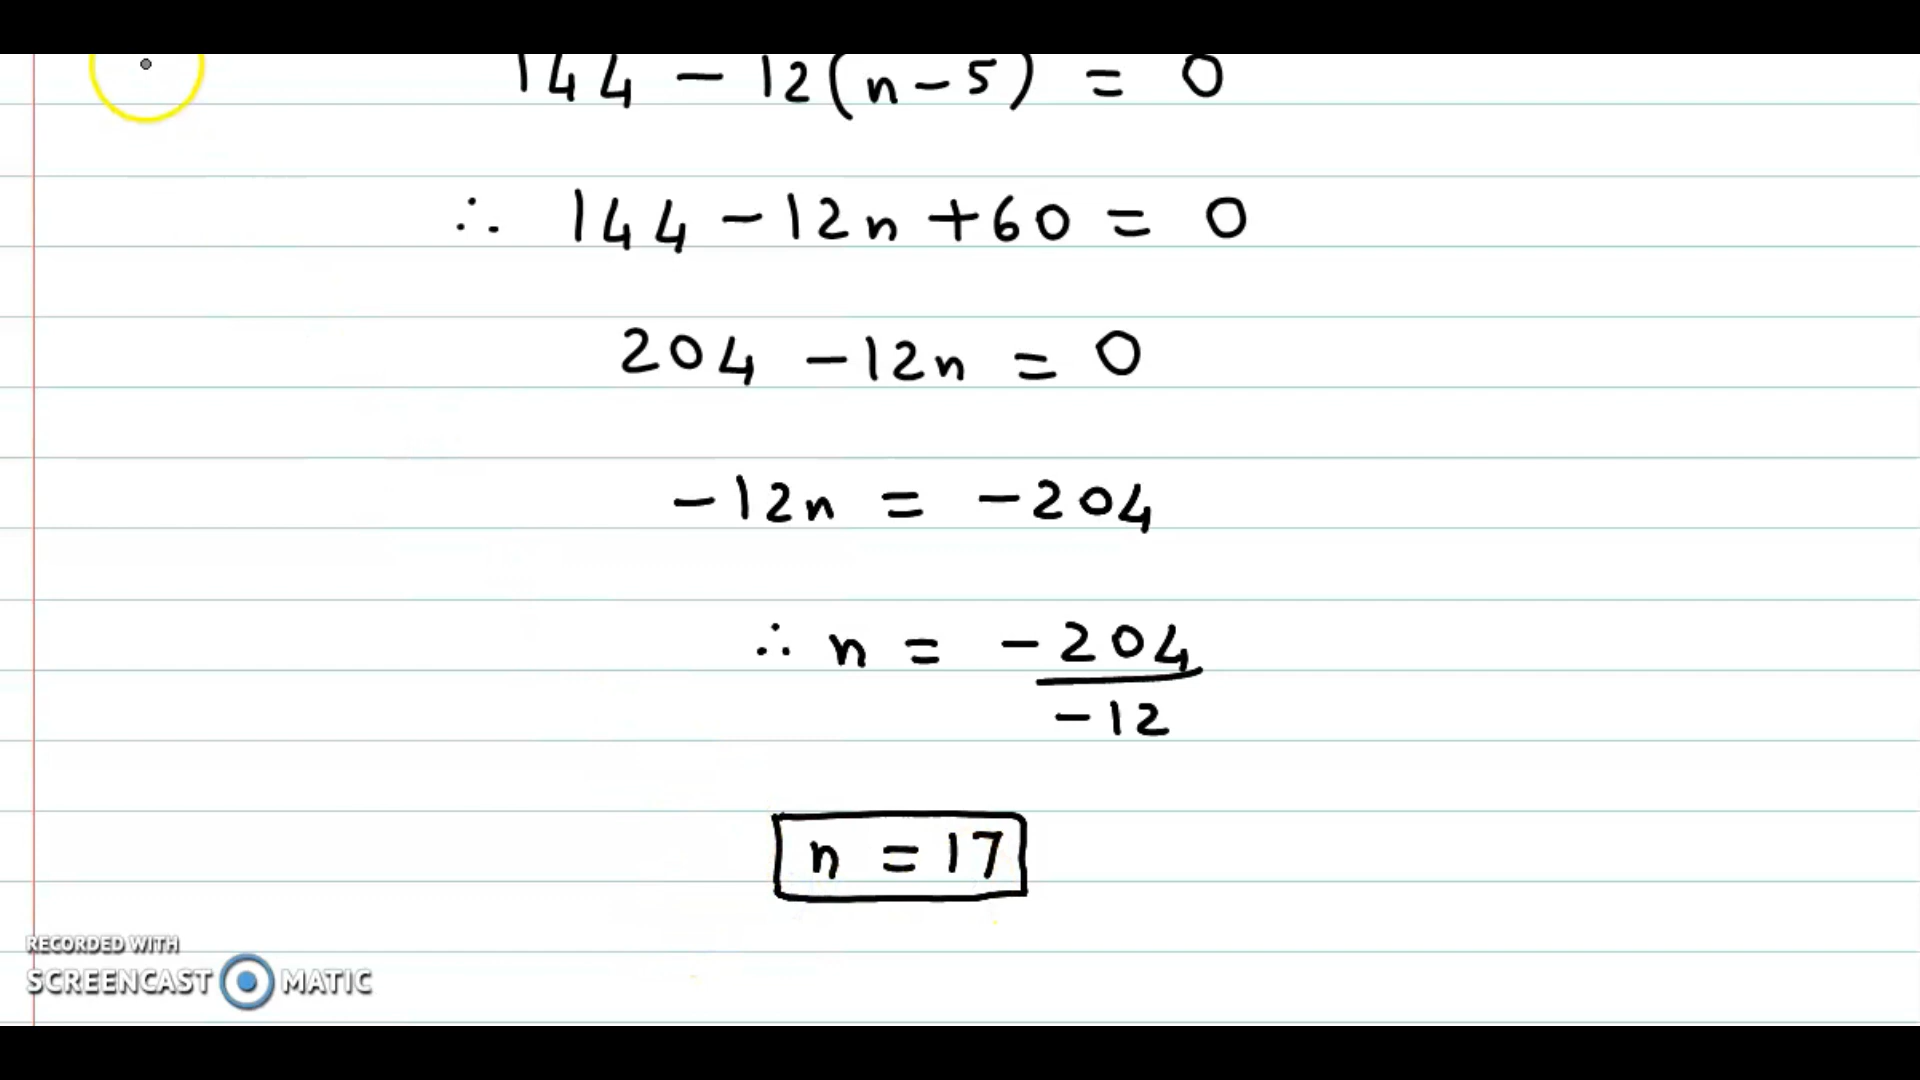 144 - 12(n-5) = 0
∴ 144 - 12n + 60 = 0
204 - 12n = 0
-12n = -204
∴ n = -204
-12
n = 17
RECORDED WITH
SCREENCAST MATIC